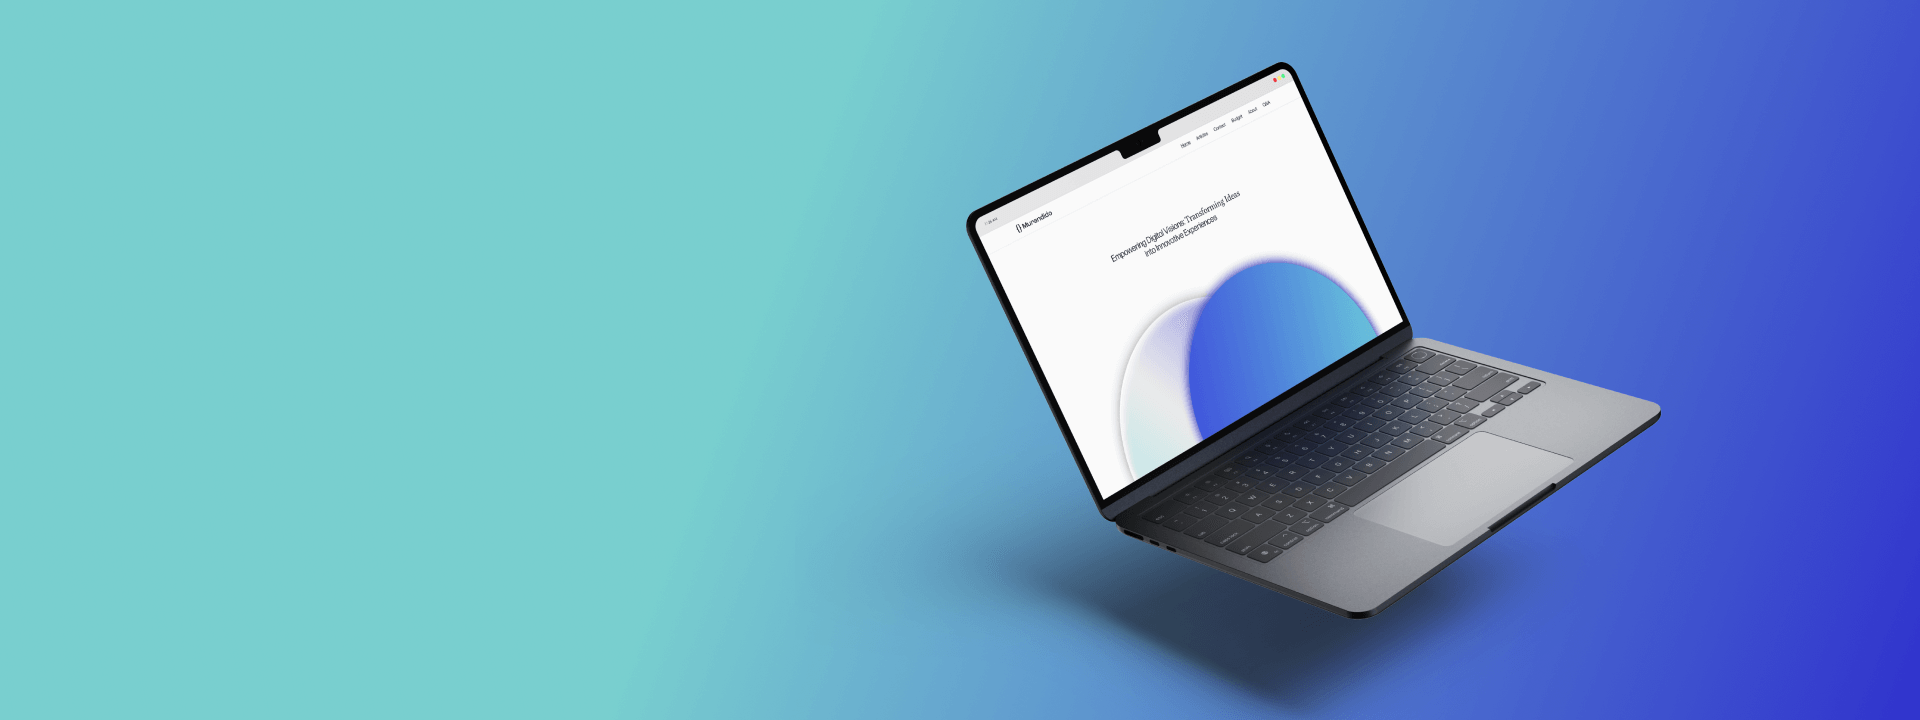 {} Murandido
Home Articles Contact Budget About Q&A
Empowering Digital Visions: Transforming Ideas
into Innovative Experiences